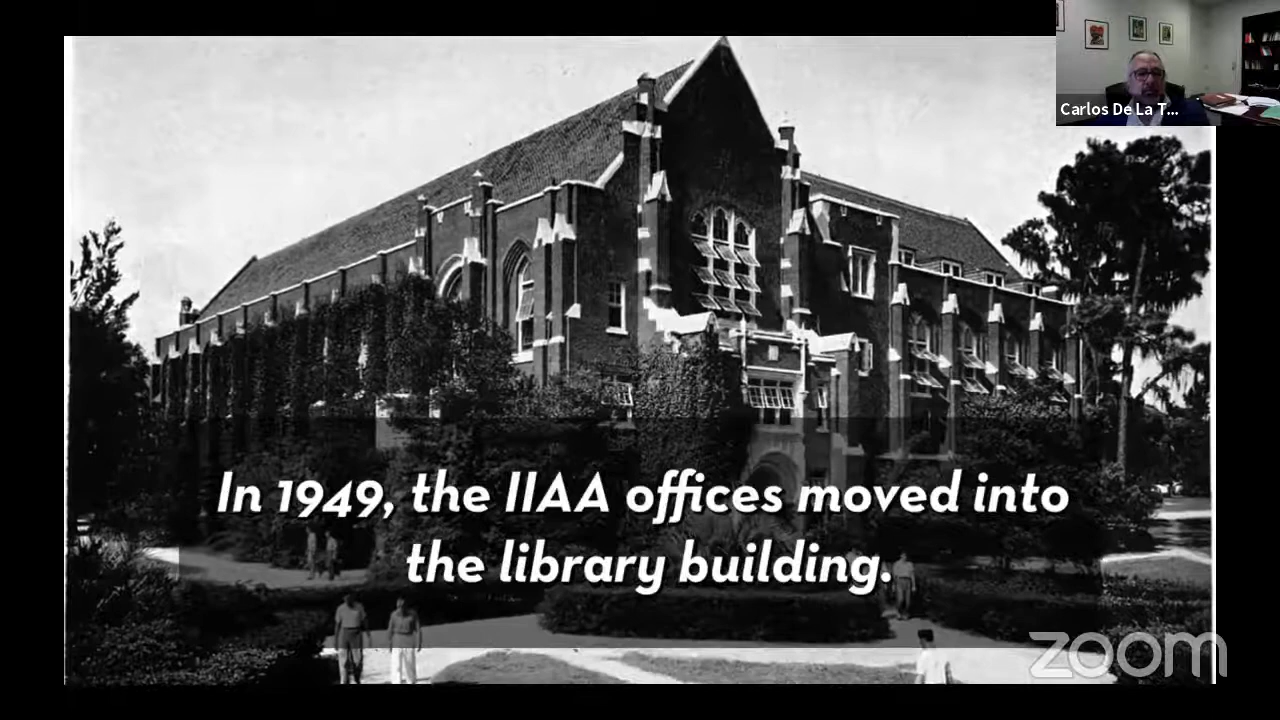 Carlos De La T...
In 1949, the IIAA offices moved into
the library building.
zoom